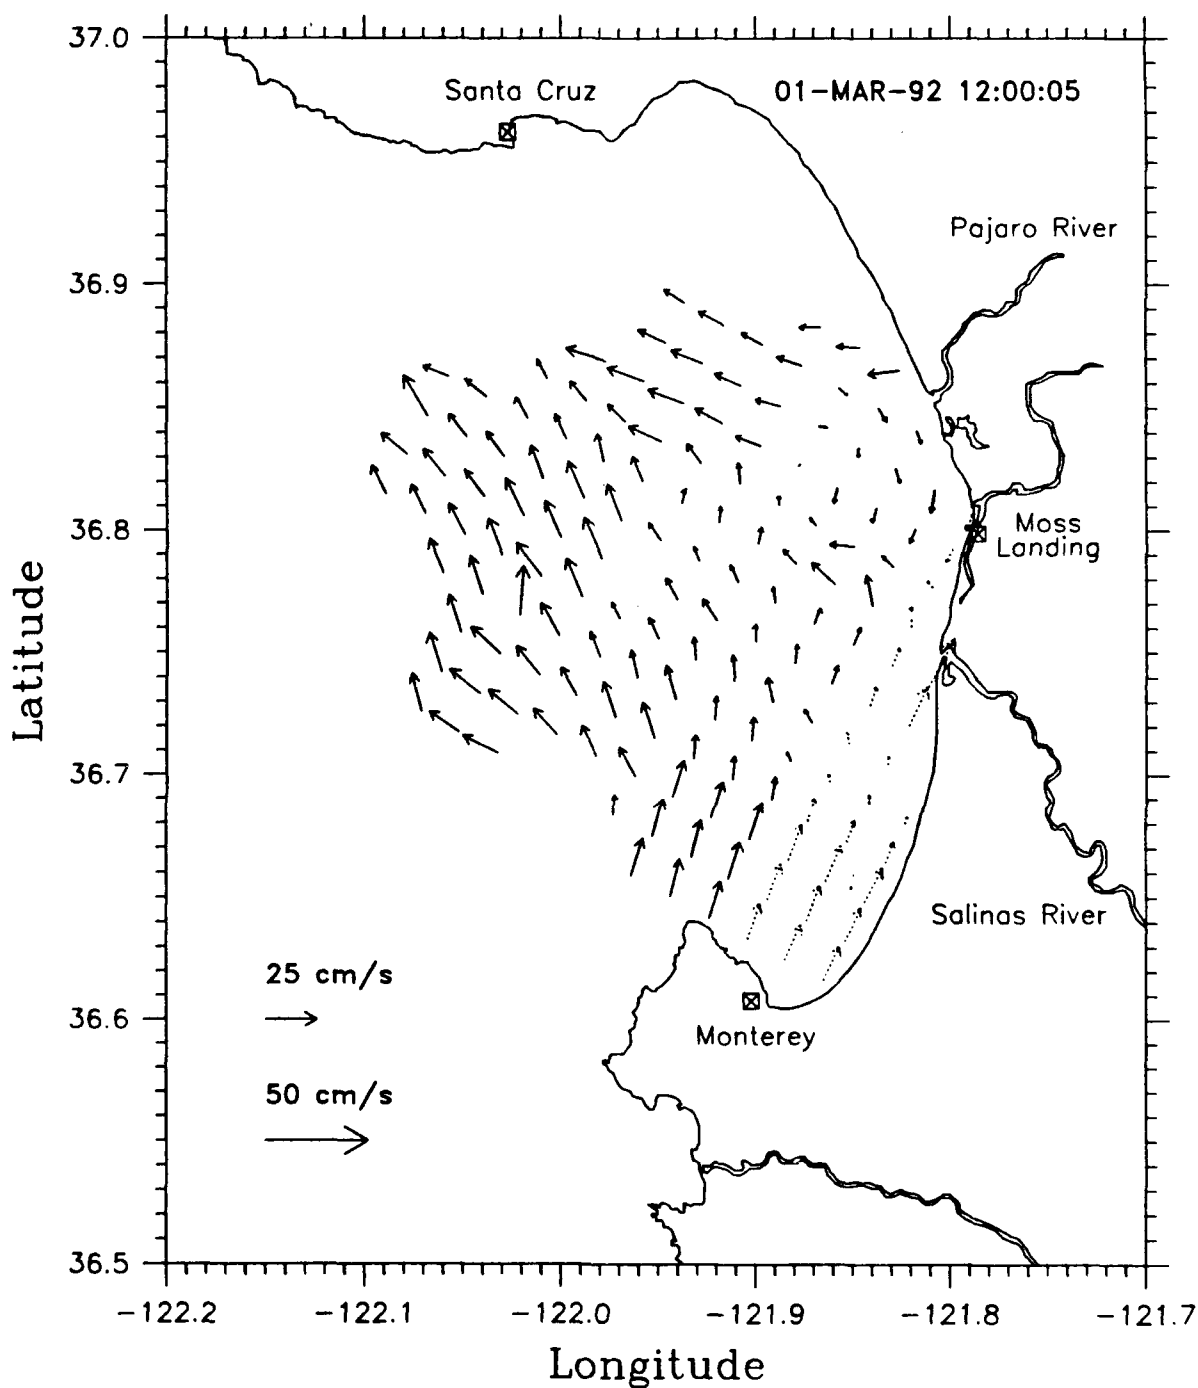 37.0
Santa Cruz
01-MAR-92 12:00:05
Pajaro River
36.9
36.8
Moss
Landing
Latitude
36.7
Salinas River
25 cm/s
36.6
Monterey
50 cm/s
36.5
-122.2 -122.1 -122.0 -121.9 -121.8 -121.7
Longitude